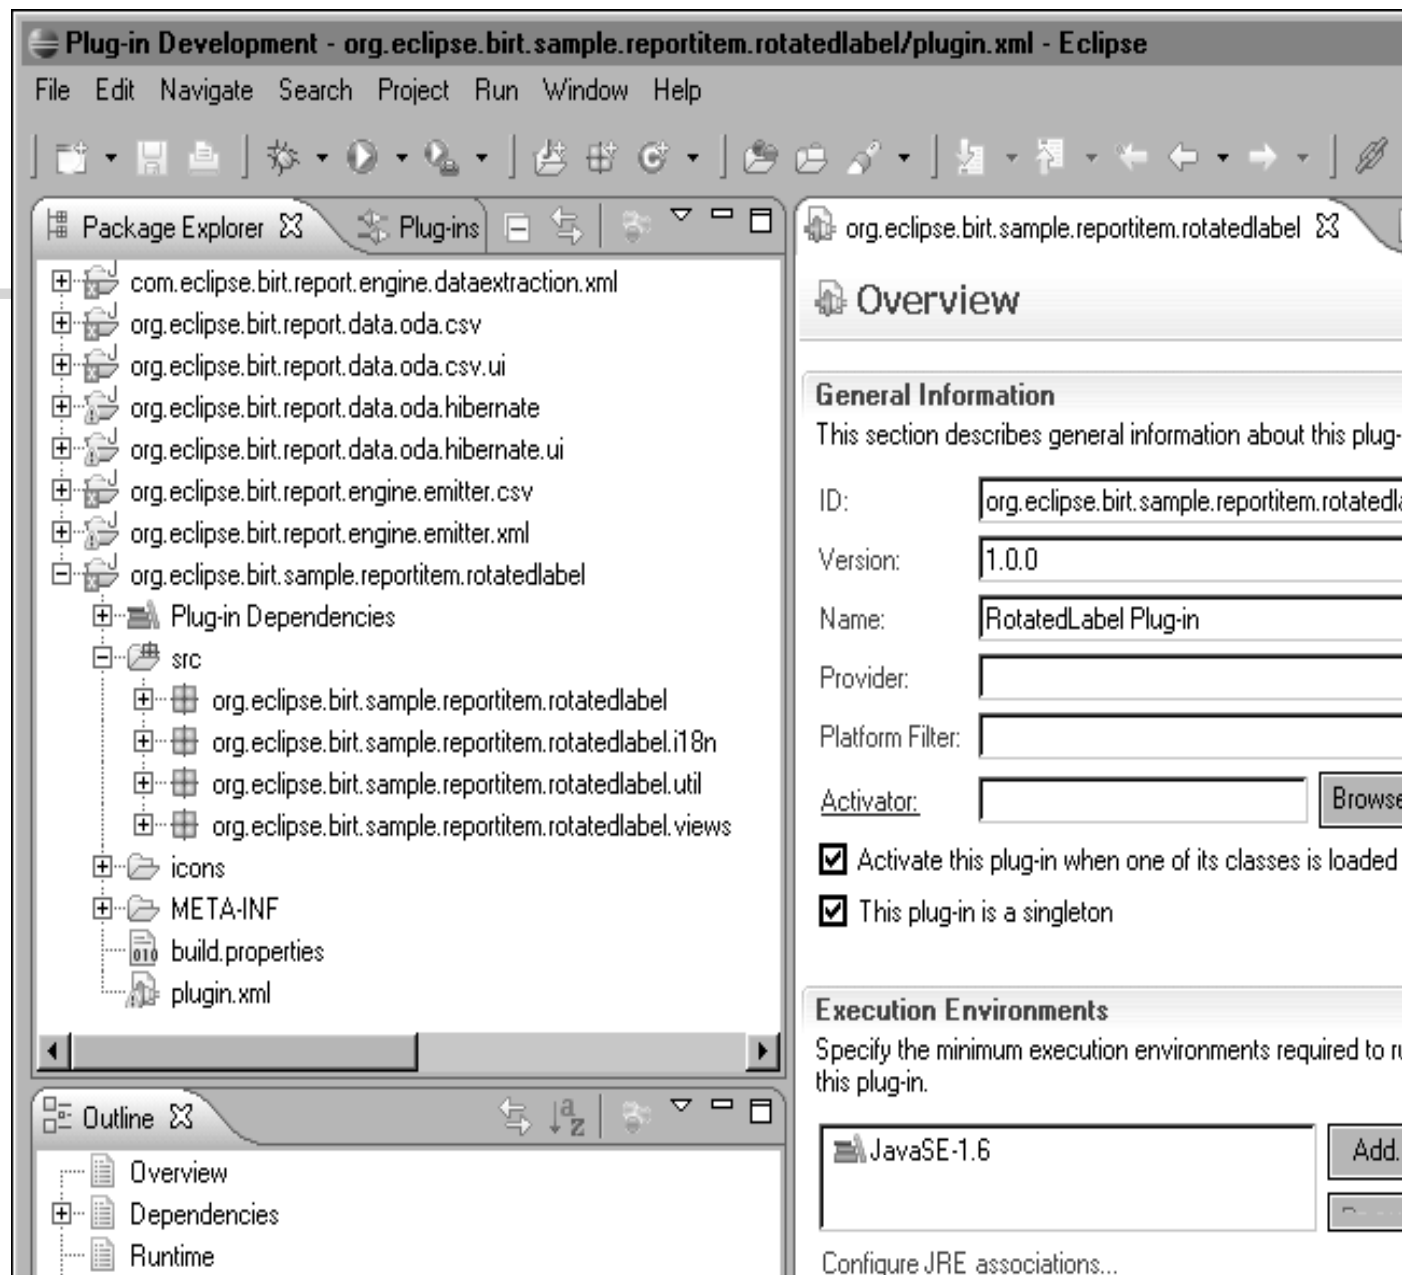 Plug-in Development - org.eclipse.birt.sample.reportitem.rotatedlabel/plugin.xml - Eclipse
File Edit Navigate Search Project Run Window Help
Package Explorer
Plug-ins
com.eclipse.birt.report.engine.dataextraction.xml
org.eclipse.birt.report.data.oda.csv
org.eclipse.birt.report.data.oda.csv.ui
org.eclipse.birt.report.data.oda.hibernate
org.eclipse.birt.report.data.oda.hibernate.ui
org.eclipse.birt.report.engine.emitter.csv
org.eclipse.birt.report.engine.emitter.xml
org.eclipse.birt.sample.reportitem.rotatedlabel
Plug-in Dependencies
src
org.eclipse.birt.sample.reportitem.rotatedlabel
org.eclipse.birt.sample.reportitem.rotatedlabel.i18n
org.eclipse.birt.sample.reportitem.rotatedlabel.util
org.eclipse.birt.sample.reportitem.rotatedlabel.views
icons
META-INF
build.properties
plugin.xml
Outline
Overview
Dependencies
Runtime
org.eclipse.birt.sample.reportitem.rotatedlabel
Overview
General Information
This section describes general information about this plug-
ID: org.eclipse.birt.sample.reportitem.rotatedla
Version: 1.0.0
Name: RotatedLabel Plug-in
Provider:
Platform Filter:
Activator: Browse
Activate this plug-in when one of its classes is loaded
This plug-in is a singleton
Execution Environments
Specify the minimum execution environments required to ru
this plug-in.
JavaSE-1.6 Add.
Configure JRE associations...